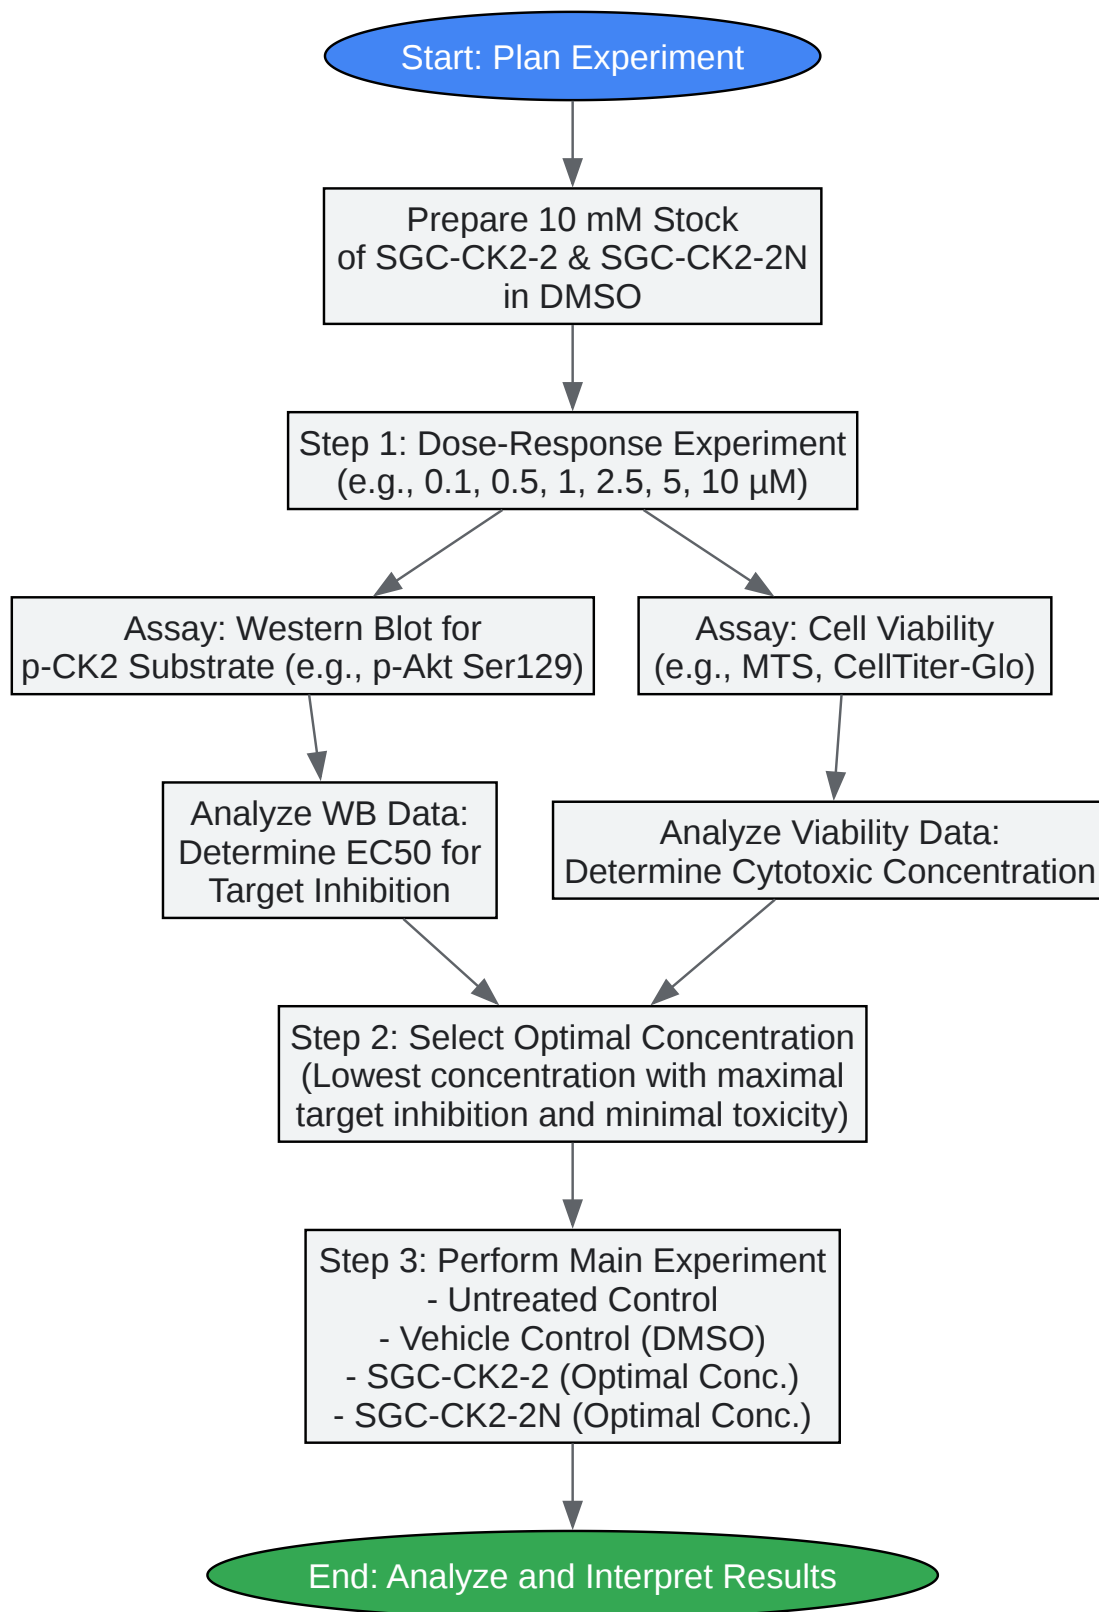 Start: Plan Experiment
Prepare 10 mM Stock
of SGC-CK2-2 & SGC-CK2-2N
in DMSO
Step 1: Dose-Response Experiment
(e.g., 0.1, 0.5, 1, 2.5, 5, 10 µM)
Assay: Western Blot for
p-CK2 Substrate (e.g., p-Akt Ser129)
Assay: Cell Viability
(e.g., MTS, CellTiter-Glo)
Analyze WB Data:
Determine EC50 for
Target Inhibition
Analyze Viability Data:
Determine Cytotoxic Concentration
Step 2: Select Optimal Concentration
(Lowest concentration with maximal
target inhibition and minimal toxicity)
Step 3: Perform Main Experiment
- Untreated Control
- Vehicle Control (DMSO)
- SGC-CK2-2 (Optimal Conc.)
- SGC-CK2-2N (Optimal Conc.)
End: Analyze and Interpret Results